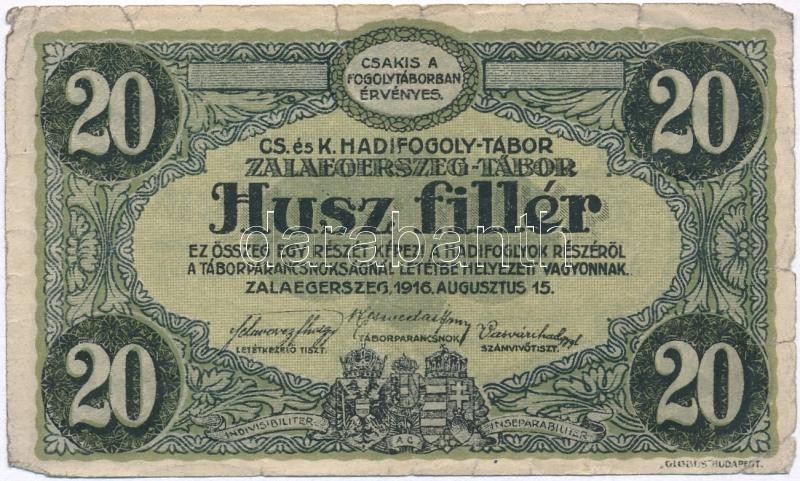 20 20
CSAKIS A
FOGOLYTÁBORBAN
ÉRVÉNYES.
CS. és K. HADIFOGOLY-TÁBOR
ZALAEGERSZEG-TÁBOR
Husz fillér
EZ ÖSSZEG EGY RÉSZÉT KÉPEZI A HADIFOGLYOK RÉSZÉRŐL
A TÁBORPARANCSNOKSÁGNÁL LETÉTBE HELYEZETT VAGYONNAK.
ZALAEGERSZEG, 1916. AUGUSZTUS 15.
darabanth
LETÉTKEZELŐ TISZT.
TÁBORPARANCSNOK
SZÁMVIVŐTISZT.
20 20
INDIVISIBILITER AC INSEPARABILITER
"GLOBUS" BUDAPEST.